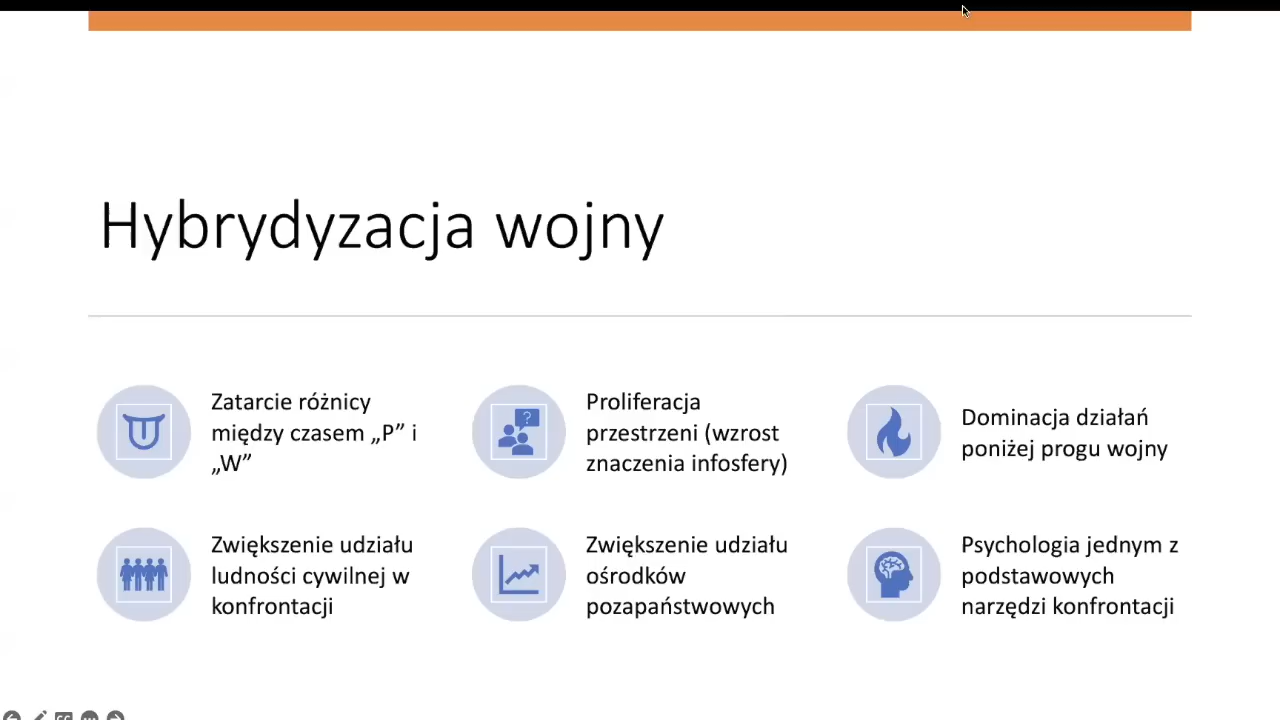 Hybrydyzacja wojny
Zatarcie różnicy
między czasem „P” i
„W”
Proliferacja
przestrzeni (wzrost
znaczenia infosfery)
Dominacja działań
poniżej progu wojny
Zwiększenie udziału
ludności cywilnej w
konfrontacji
Zwiększenie udziału
ośrodków
pozapaństwowych
Psychologia jednym z
podstawowych
narzędzi konfrontacji